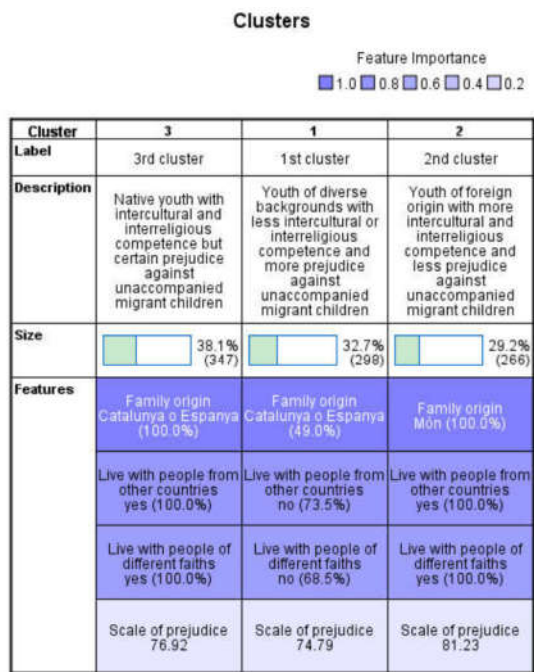 Clusters
Feature Importance
1.0 0.8 0.6 0.4 0.2
Cluster 3 1 2
Label 3rd cluster 1st cluster 2nd cluster
Description
Native youth with
intercultural and
interreligious
competence but
certain prejudice
against
unaccompanied
migrant children
Youth of diverse
backgrounds with
less intercultural or
interreligious
competence and
more prejudice
against
unaccompanied
migrant children
Youth of foreign
origin with more
intercultural and
interreligious
competence and
less prejudice
against
unaccompanied
migrant children
Size
38.1%
(347)
32.7%
(298)
29.2%
(266)
Features
Family origin
Catalunya o Espanya
(100.0%)
Family origin
Catalunya o Espanya
(49.0%)
Family origin
Món (100.0%)
Live with people from
other countries
yes (100.0%)
Live with people from
other countries
no (73.5%)
Live with people from
other countries
yes (100.0%)
Live with people of
different faiths
yes (100.0%)
Live with people of
different faiths
no (68.5%)
Live with people of
different faiths
yes (100.0%)
Scale of prejudice
76.92
Scale of prejudice
74.79
Scale of prejudice
81.23